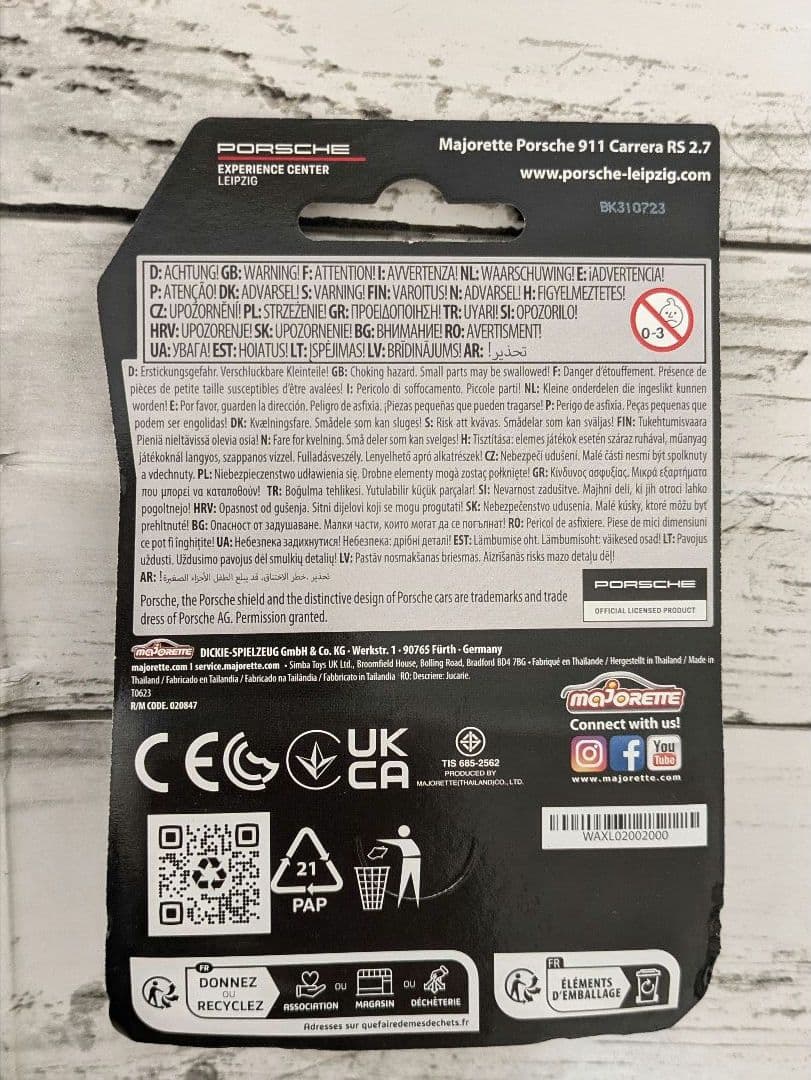 PORSCHE
EXPERIENCE CENTER
LEIPZIG
Majorette Porsche 911 Carrera RS 2.7
www.porsche-leipzig.com
BK310723
D: ACHTUNG! GB: WARNING! F: ATTENTION! I: AVVERTENZA! NL: WAARSCHUWING! E: ¡ADVERTENCIA!
P: ATENÇÃO! DK: ADVARSEL! S: VARNING! FIN: VAROITUS! N: ADVARSEL! H: FIGYELMEZTETES!
CZ: UPOZORNĚNÍ! PL: STRZEŻENIE! GR: ΠΡΟΕΙΔΟΠΟΙΗΣΗ! TR: UYARI! SI: OPOZORILO!
HRV: UPOZORENJE! SK: UPOZORNENIE! BG: ВНИМАНИЕ! RO: AVERTISMENT!
UA: УВАГА! EST: HOIATUS! LT: ĮSPĖJIMAS! LV: BRĪDINĀJUMS! AR: تحذير!
0-3
D: Erstickungsgefahr. Verschluckbare Kleinteile! GB: Choking hazard. Small parts may be swallowed! F: Danger d'étouffement. Présence de
pièces de petite taille susceptibles d'être avalées! I: Pericolo di soffocamento. Piccole parti! NL: Kleine onderdelen die ingeslikt kunnen
worden! E: Por favor, guarden la dirección. Peligro de asfixia. ¡Piezas pequeñas que pueden tragarse! P: Perigo de asfixia. Peças pequenas que
podem ser engolidas! DK: Kvælningsfare. Smådele som kan sluges! S: Risk att kvävas. Smådelar som kan sväljas! FIN: Tukehtumisvaara
Pieniä nieltävissä olevia osia! N: Fare for kvelning. Små deler som kan svelges! H: Tisztítása: elemes játékok esetén száraz ruhával, műanyag
játékoknál langyos, szappanos vízzel. Fulladásveszély. Lenyelhető apró alkatrészek! CZ: Nebezpečí udušení. Malé části nesmí být spolknuty
a vdechnuty. PL: Niebezpieczenstwo udławienia się. Drobne elementy mogą zostaç połknięte! GR: Κίνδυνος ασφυξίας. Μικρά εξαρτήματα
που μπορεί να καταποθούν! TR: Boğulma tehlikesi. Yutulabilir küçük parçalar! SI: Nevarnost zadušitve. Majhni deli, ki jih otroci lahko
pogoltnejo! HRV: Opasnost od gušenja. Sitni dijelovi koji se mogu progutati! SK: Nebezpečenstvo udusenia. Malé kúsky, ktoré môžu byť
prehltnuté! BG: Опасност от задушаване. Малки части, които могат да се погълнат! RO: Pericol de asfixiere. Piese de mici dimensiuni
ce pot fi înghițite! UA: Небезпека задихнутися! Небезпека: дрібні деталі! EST: Lämbumise oht. Lämbumisoht: väikesed osad! LT: Pavojus
uždusti. Uždusimo pavojus dėl smulkių detalių! LV: Pastāv nosmakšanas briesmas. Aizrīšanās risks mazo detaļu dēļ!
AR: تحذير .خطر الاختناق. قد يبلع الطفل الأجزاء الصغيرة!
Porsche, the Porsche shield and the distinctive design of Porsche cars are trademarks and trade
dress of Porsche AG. Permission granted.
PORSCHE
OFFICIAL LICENSED PRODUCT
majORETTE DICKIE-SPIELZEUG GmbH & Co. KG · Werkstr. 1 · 90765 Fürth · Germany
majorette.com I service.majorette.com · Simba Toys UK Ltd., Broomfield House, Bolling Road, Bradford BD4 7BG · Fabriqué en Thaïlande / Hergestellt in Thailand / Made in
Thailand / Fabricado en Tailandia / Fabricado na Tailândia / Fabbricato in Tailandia RO: Descriere: Jucarie.
T0623
R/M CODE. 020847
majORETTE
Connect with us!
You
Tube
www.majorette.com
CE
UK
CA
TIS 685-2562
PRODUCED BY
MAJORETTE(THAILAND)CO., LTD.
WAXL02002000
21
PAP
FR
DONNEZ
OU
RECYCLEZ
ASSOCIATION
OU
MAGASIN
OU
DÉCHÈTERIE
Adresses sur quefairedemesdechets.fr
FR
ÉLÉMENTS
D'EMBALLAGE